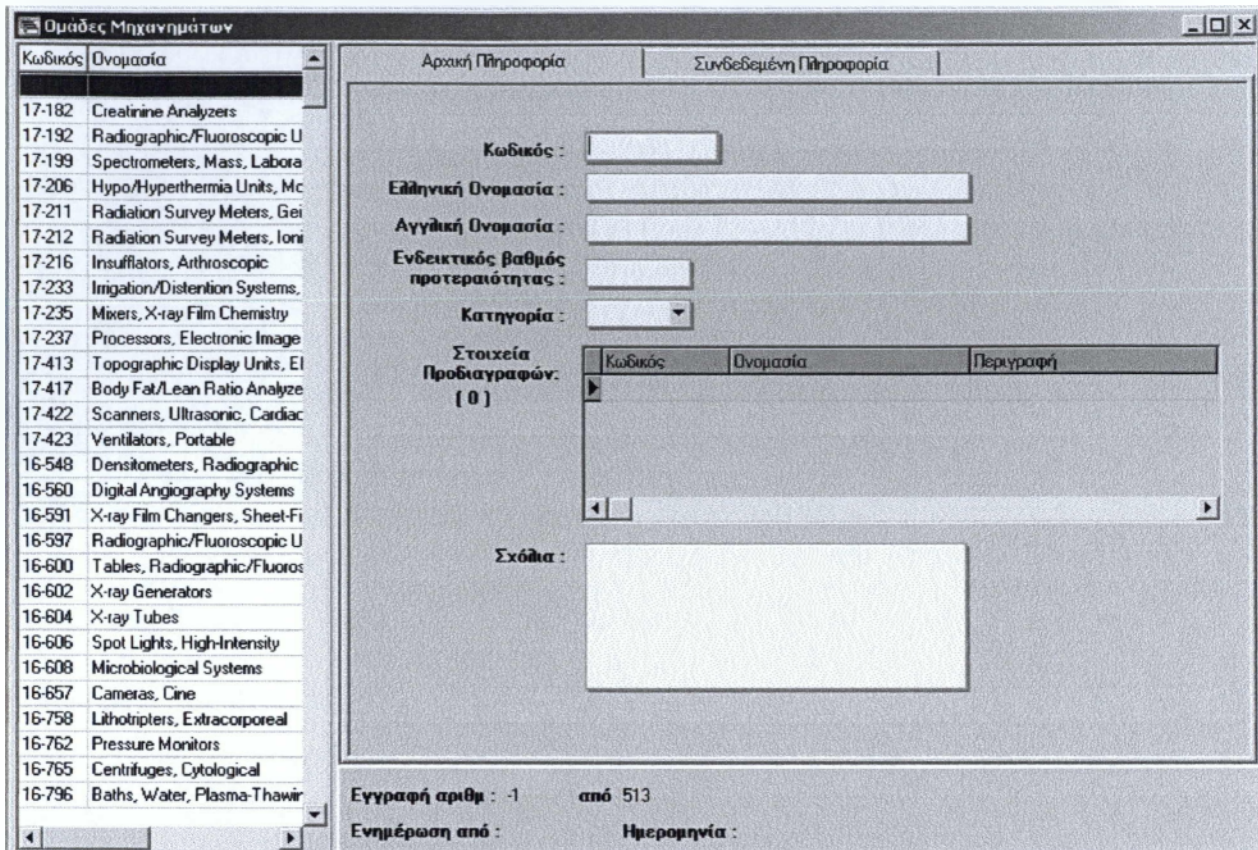 Ομάδες Μηχανημάτων
Κωδικός Ονομασία
17-182 Creatinine Analyzers
17-192 Radiographic/Fluoroscopic U
17-199 Spectrometers, Mass, Labora
17-206 Hypo/Hyperthermia Units, Mc
17-211 Radiation Survey Meters, Gei
17-212 Radiation Survey Meters, Ioni
17-216 Insufflators, Arthroscopic
17-233 Irrigation/Distention Systems,
17-235 Mixers, X-ray Film Chemistry
17-237 Processors, Electronic Image
17-413 Topographic Display Units, El
17-417 Body Fat/Lean Ratio Analyze
17-422 Scanners, Ultrasonic, Cardiac
17-423 Ventilators, Portable
16-548 Densitometers, Radiographic
16-560 Digital Angiography Systems
16-591 X-ray Film Changers, Sheet-Fi
16-597 Radiographic/Fluoroscopic U
16-600 Tables, Radiographic/Fluoros
16-602 X-ray Generators
16-604 X-ray Tubes
16-606 Spot Lights, High-Intensity
16-608 Microbiological Systems
16-657 Cameras, Cine
16-758 Lithotripters, Extracorporeal
16-762 Pressure Monitors
16-765 Centrifuges, Cytological
16-796 Baths, Water, Plasma-Thawin
Αρχική Πληροφορία Συνδεδεμένη Πληροφορία
Κωδικός :
Ελληνική Ονομασία :
Αγγλική Ονομασία :
Ενδεικτικός βαθμός
προτεραιότητας :
Κατηγορία :
Στοιχεία
Προδιαγραφών:
( 0 )
Κωδικός Ονομασία Περιγραφή
Σχόλια :
Εγγραφή αριθμ : -1 από 513
Ενημέρωση από : Ημερομηνία :